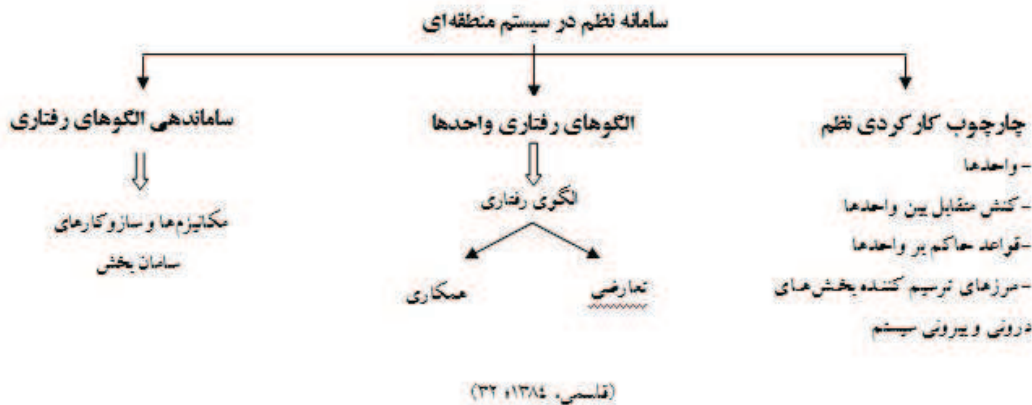 سامانه نظم در سیستم منطقه‌ای
چارچوب کارکردی نظم
-واحدها
-کنش متقابل بین واحدها
-قواعد حاکم بر واحدها
-مرزهای ترسیم کننده بخش‌های
درونی و بیرونی سیستم
الگوهای رفتاری واحدها
الگوی رفتاری
تعارضی
همکاری
ساماندهی الگوهای رفتاری
مکانیزم‌ها و سازوکارهای
سامان بخش
(قاسمی، ۱۳۸٤، ۳۲)